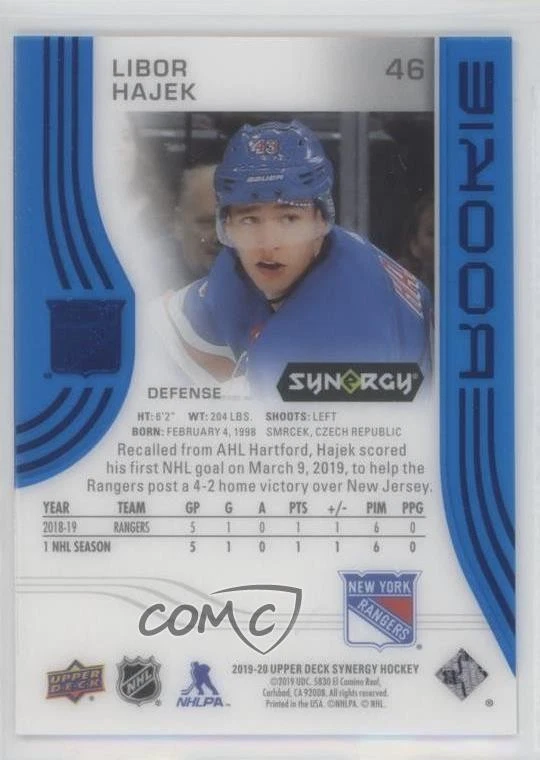 LIBOR
HAJEK
46
ROOKIE
43
BAUER
DEFENSE
SYNERGY
HT: 6'2" WT: 204 LBS. SHOOTS: LEFT
BORN: FEBRUARY 4, 1998 SMRCEK, CZECH REPUBLIC
Recalled from AHL Hartford, Hajek scored
his first NHL goal on March 9, 2019, to help the
Rangers post a 4-2 home victory over New Jersey.
YEAR TEAM GP G A PTS +/- PIM PPG
2018-19 RANGERS 5 1 0 1 1 6 0
1 NHL SEASON 5 1 0 1 1 6 0
COMC
NEW YORK
RANGERS
UPPER
DECK
NHL
NHLPA
2019-20 UPPER DECK SYNERGY HOCKEY
©2019 UDC. 5830 El Camino Real,
Carlsbad, CA 92008. All rights reserved.
Printed in the USA. ©NHLPA. © NHL.